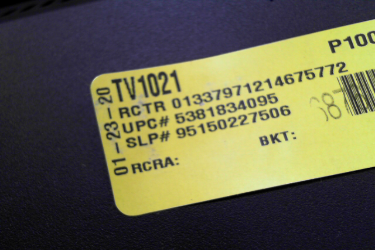 P100
TV1021
01-23-20
RCTR 01337971214675772
UPC# 5381834095
SLP# 95150227506
RCRA:
BKT: